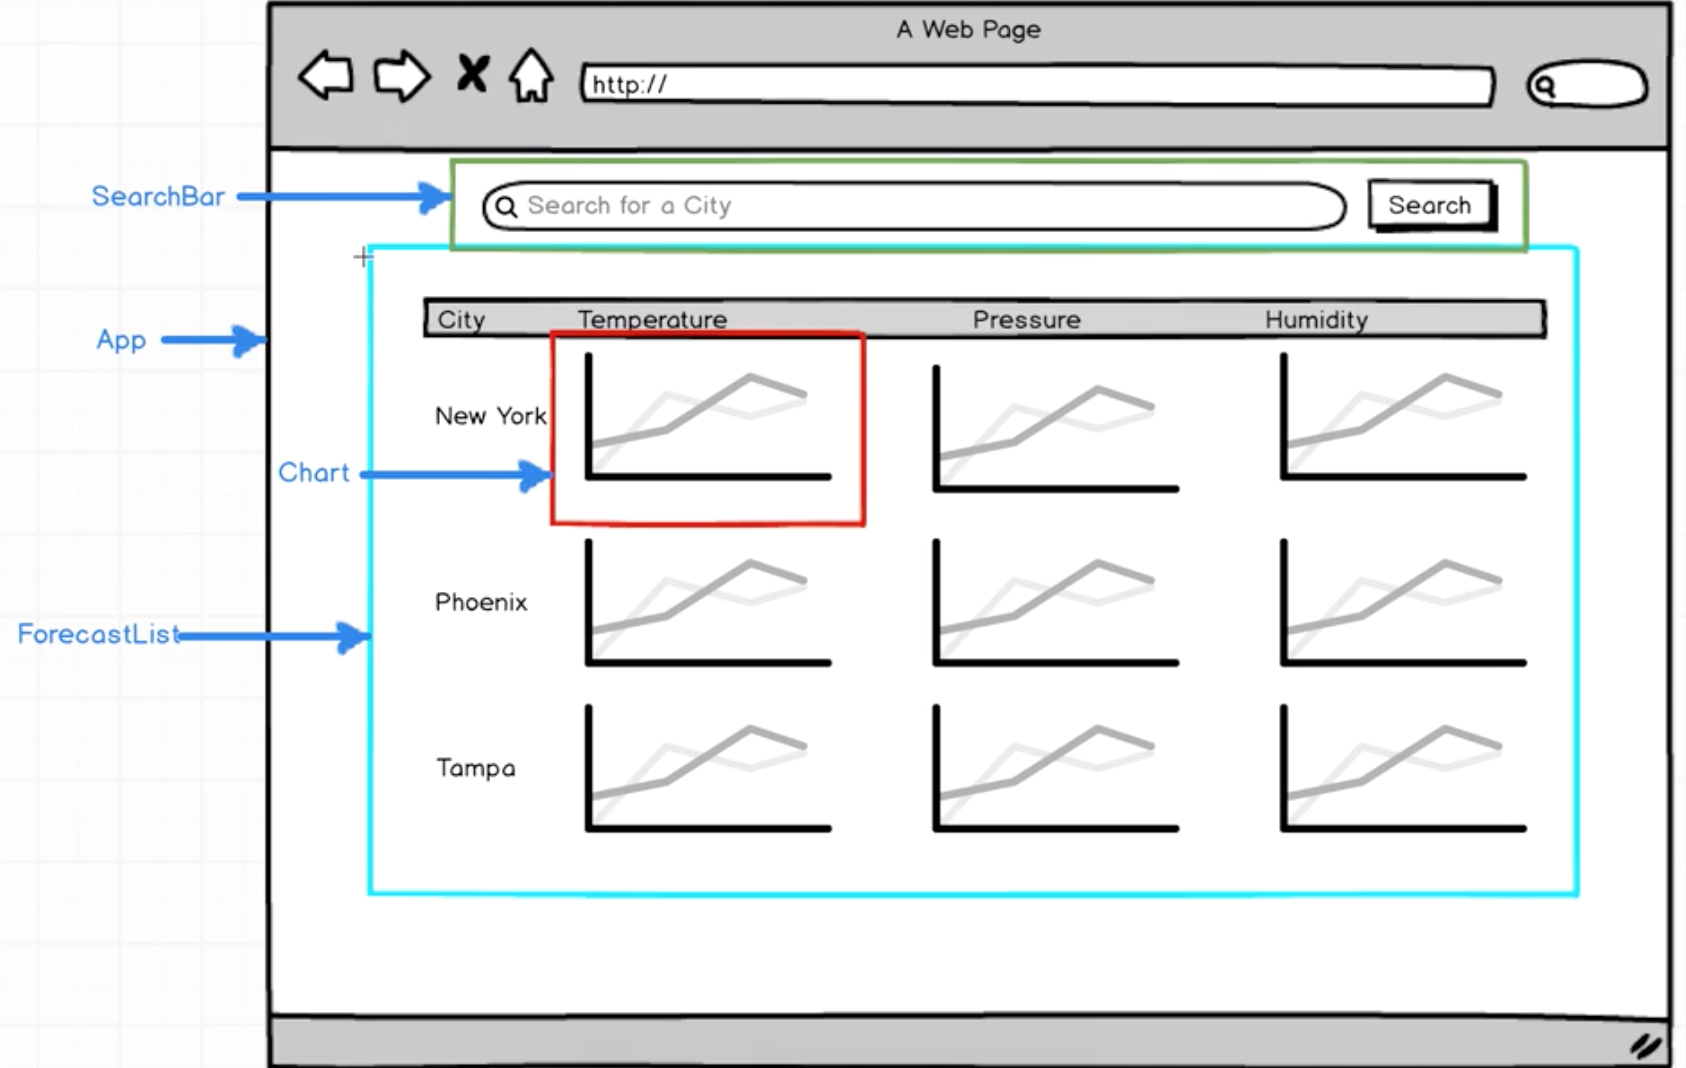 A Web Page
http://
SearchBar
Search for a City
Search
City Temperature Pressure Humidity
App
New York
Chart
Phoenix
ForecastList
Tampa